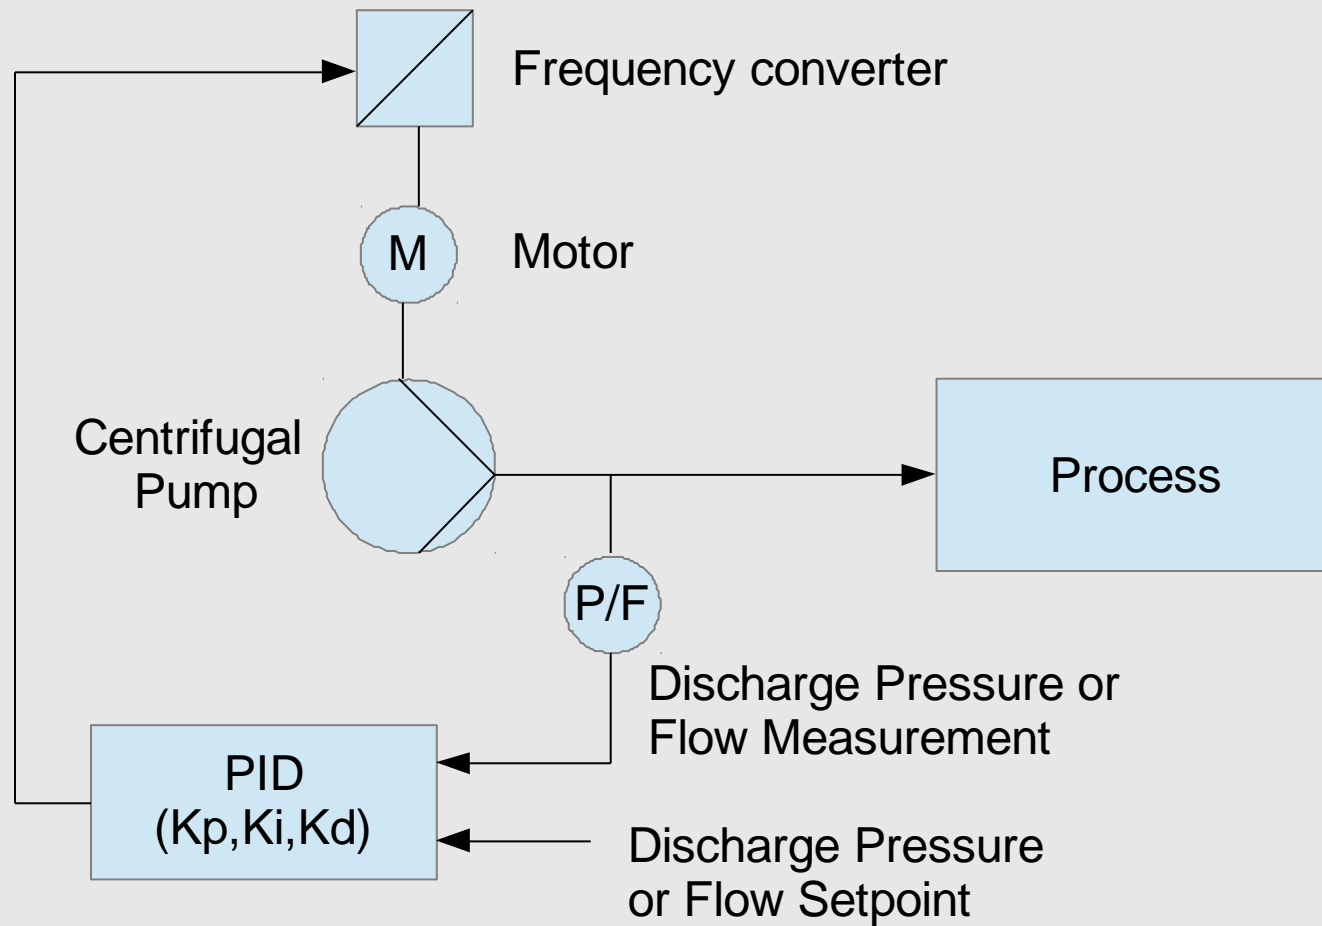 Frequency converter
M
Motor
Centrifugal
Pump
Process
P/F
Discharge Pressure or
Flow Measurement
PID
(Kp,Ki,Kd)
Discharge Pressure
or Flow Setpoint